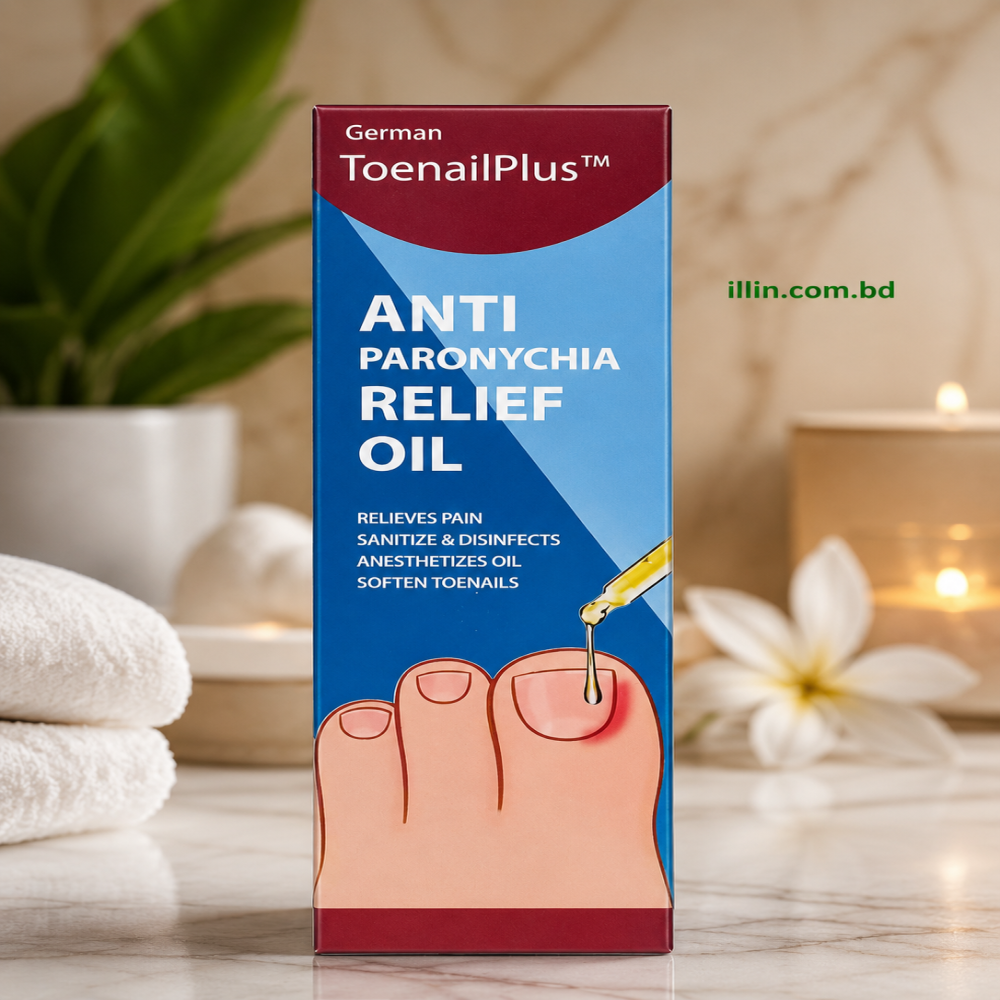 German
ToenailPlus™
ANTI
PARONYCHIA
RELIEF
OIL
RELIEVES PAIN
SANITIZE & DISINFECTS
ANESTHETIZES OIL
SOFTEN TOENAILS
illin.com.bd